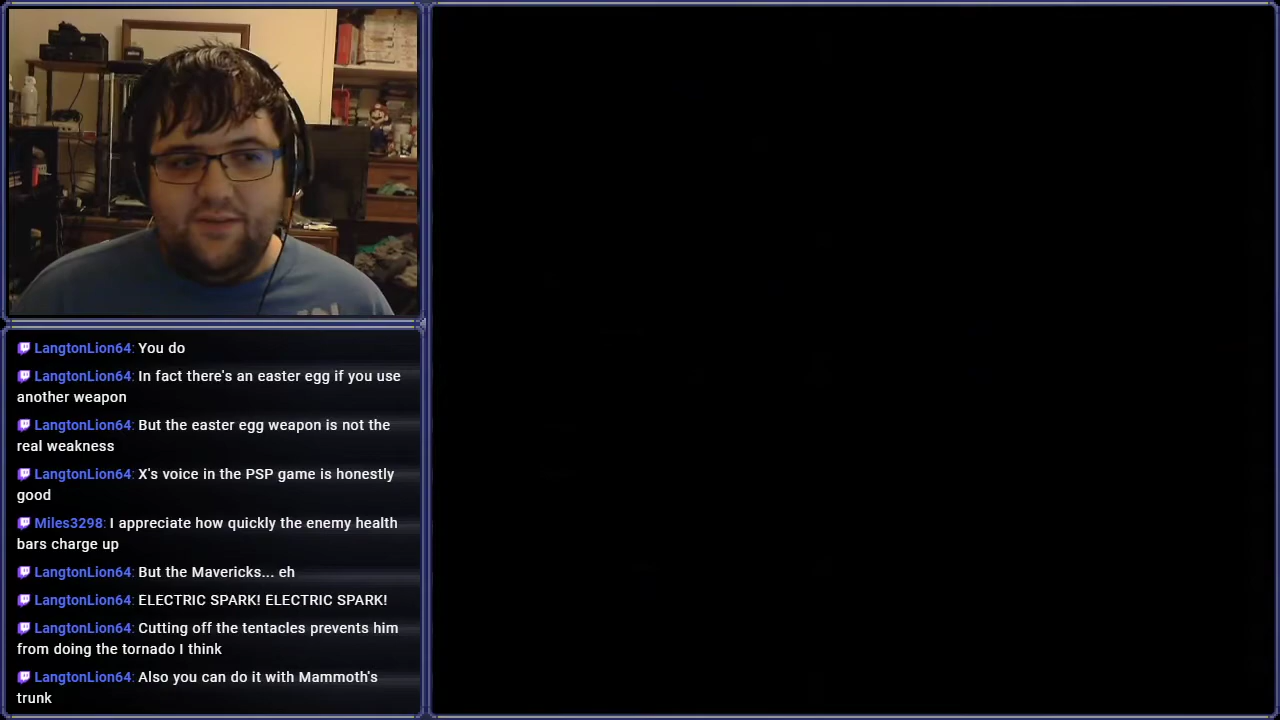 LangtonLion64: You do
LangtonLion64: In fact there's an easter egg if you use
another weapon
LangtonLion64: But the easter egg weapon is not the
real weakness
LangtonLion64: X's voice in the PSP game is honestly
good
Miles3298: I appreciate how quickly the enemy health
bars charge up
LangtonLion64: But the Mavericks... eh
LangtonLion64: ELECTRIC SPARK! ELECTRIC SPARK!
LangtonLion64: Cutting off the tentacles prevents him
from doing the tornado I think
LangtonLion64: Also you can do it with Mammoth's
trunk